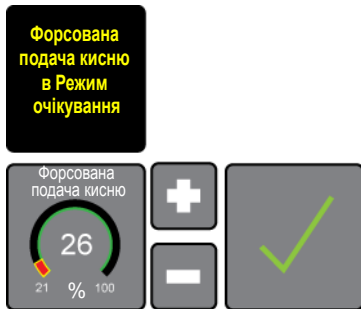 Форсована
подача кисню
в Режим
очікування
Форсована
подача кисню
26
21 % 100